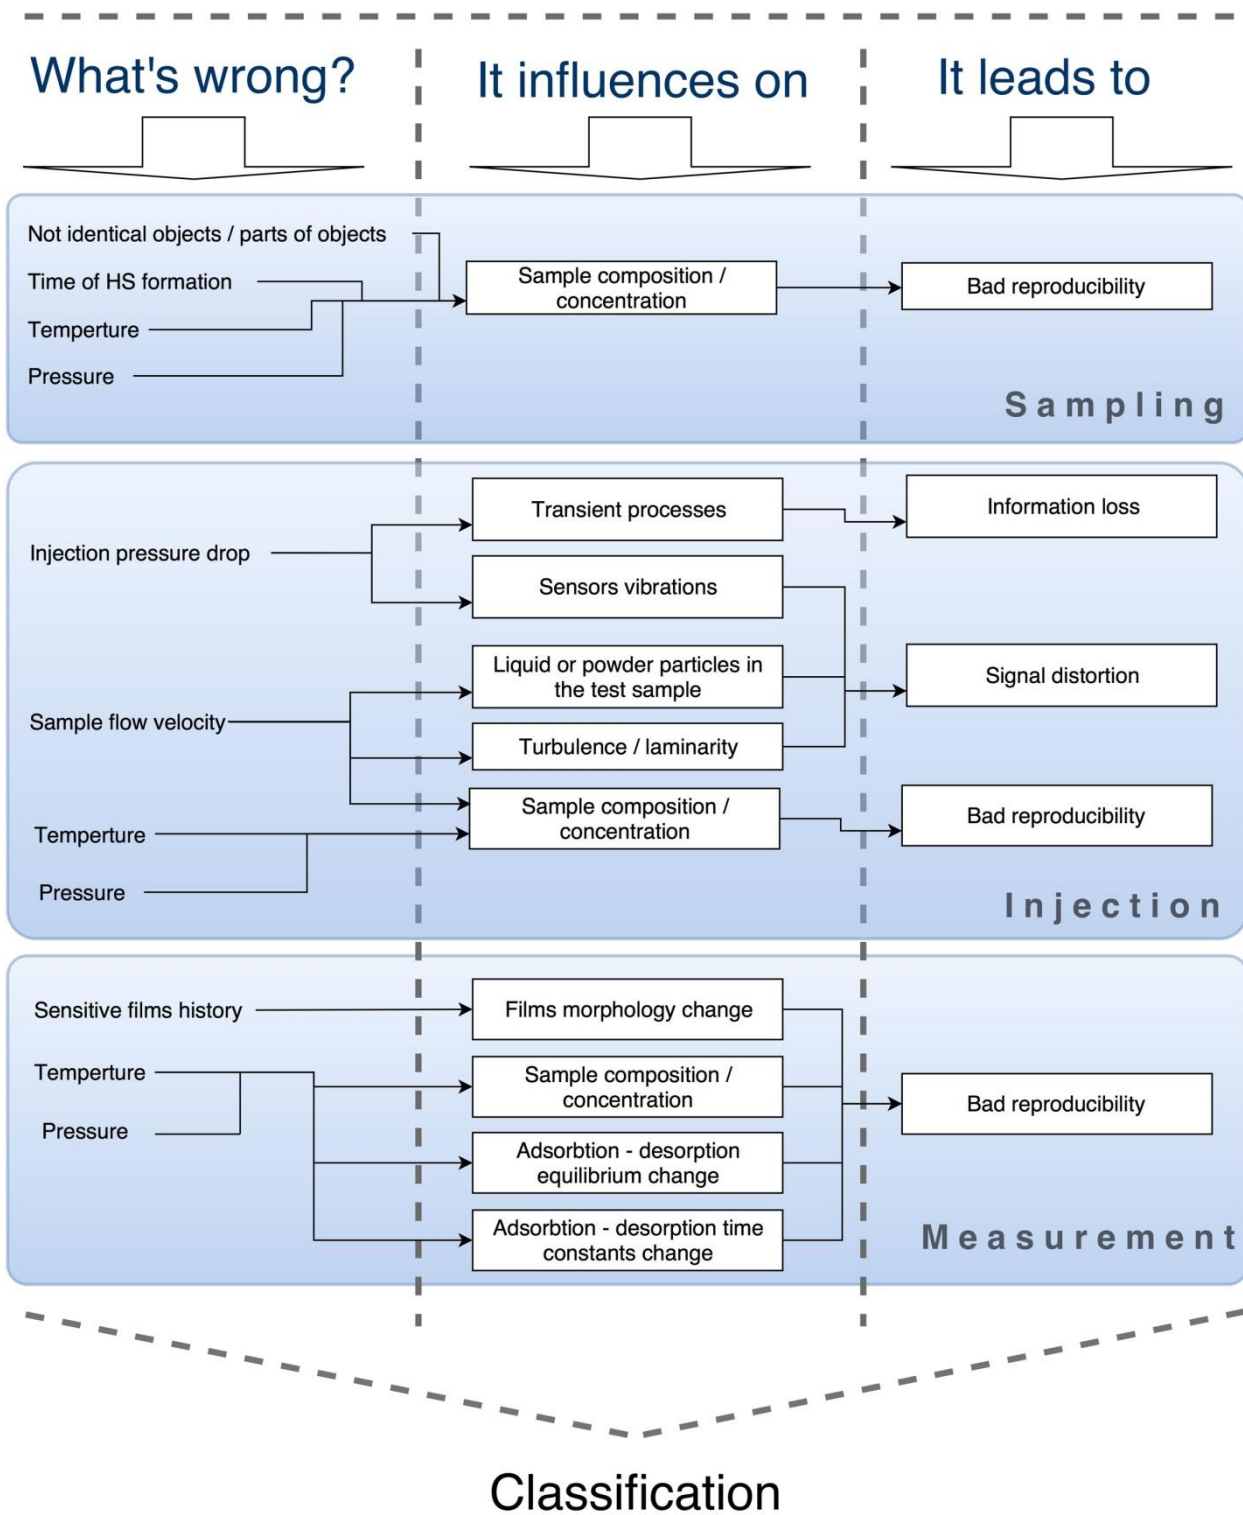 What's wrong?
It influences on
It leads to
Not identical objects / parts of objects
Time of HS formation
Temperture
Pressure
Sample composition /
concentration
Bad reproducibility
Sampling
Injection pressure drop
Sample flow velocity
Temperture
Pressure
Transient processes
Sensors vibrations
Liquid or powder particles in
the test sample
Turbulence / laminarity
Sample composition /
concentration
Information loss
Signal distortion
Bad reproducibility
Injection
Sensitive films history
Temperture
Pressure
Films morphology change
Sample composition /
concentration
Adsorbtion - desorption
equilibrium change
Adsorbtion - desorption time
constants change
Bad reproducibility
Measurement
Classification